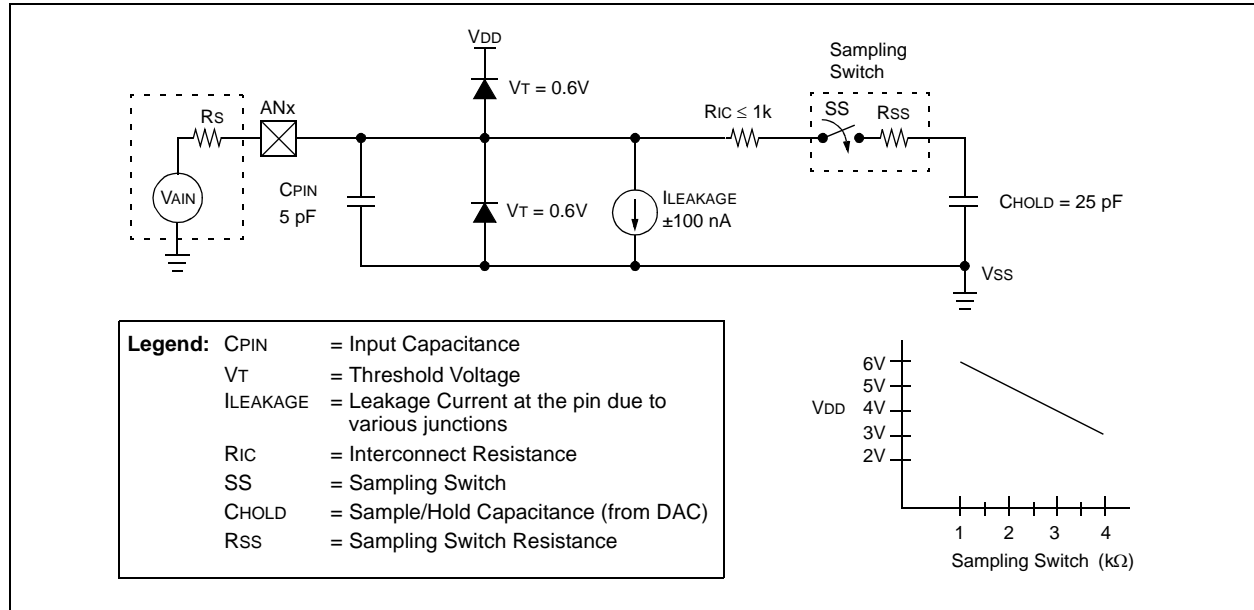 VDD
Sampling
Switch
VT = 0.6V
RS
ANx
RIC ≤ 1k
SS
RSS
VAIN
CPIN
5 pF
VT = 0.6V
ILEAKAGE
±100 nA
CHOLD = 25 pF
VSS
Legend: CPIN = Input Capacitance
VT = Threshold Voltage
ILEAKAGE = Leakage Current at the pin due to
various junctions
RIC = Interconnect Resistance
SS = Sampling Switch
CHOLD = Sample/Hold Capacitance (from DAC)
RSS = Sampling Switch Resistance
6V
5V
VDD 4V
3V
2V
1 2 3 4
Sampling Switch (kΩ)